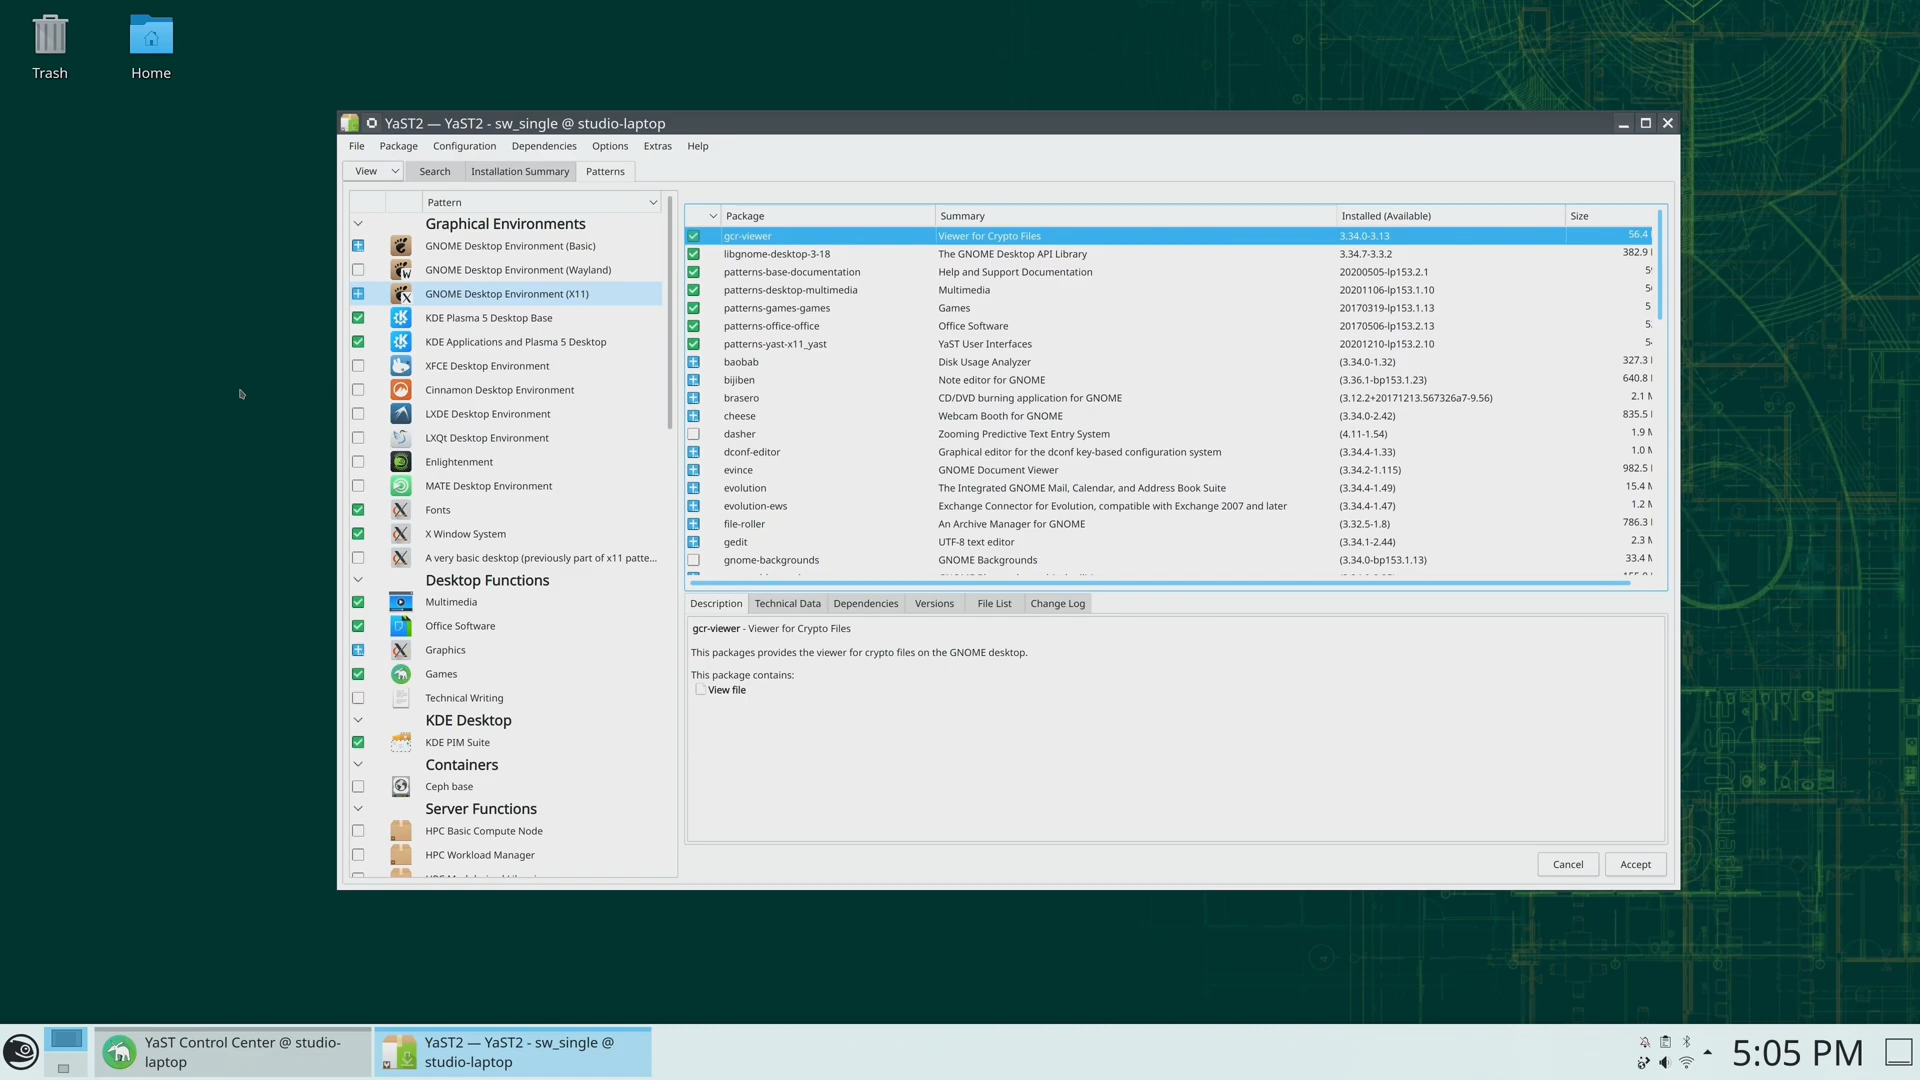 Trash
Home
YaST2 — YaST2 - sw_single @ studio-laptop
File Package Configuration Dependencies Options Extras Help
View Search Installation Summary Patterns
Pattern
Graphical Environments
GNOME Desktop Environment (Basic)
GNOME Desktop Environment (Wayland)
GNOME Desktop Environment (X11)
KDE Plasma 5 Desktop Base
KDE Applications and Plasma 5 Desktop
XFCE Desktop Environment
Cinnamon Desktop Environment
LXDE Desktop Environment
LXQt Desktop Environment
Enlightenment
MATE Desktop Environment
Fonts
X Window System
A very basic desktop (previously part of x11 patte...
Desktop Functions
Multimedia
Office Software
Graphics
Games
Technical Writing
KDE Desktop
KDE PIM Suite
Containers
Ceph base
Server Functions
HPC Basic Compute Node
HPC Workload Manager
Package Summary Installed (Available) Size
gcr-viewer Viewer for Crypto Files 3.34.0-3.13 56.4
libgnome-desktop-3-18 The GNOME Desktop API Library 3.34.7-3.3.2 382.9
patterns-base-documentation Help and Support Documentation 20200505-lp153.2.1
patterns-desktop-multimedia Multimedia 20201106-lp153.1.10
patterns-games-games Games 20170319-lp153.1.13
patterns-office-office Office Software 20170506-lp153.2.13
patterns-yast-x11_yast YaST User Interfaces 20201210-lp153.2.10
baobab Disk Usage Analyzer (3.34.0-1.32) 327.3
bijiben Note editor for GNOME (3.36.1-bp153.1.23) 640.8
brasero CD/DVD burning application for GNOME (3.12.2+20171213.567326a7-9.56) 2.1
cheese Webcam Booth for GNOME (3.34.0-2.42) 835.5
dasher Zooming Predictive Text Entry System (4.11-1.54) 1.9
dconf-editor Graphical editor for the dconf key-based configuration system (3.34.4-1.33) 1.0
evince GNOME Document Viewer (3.34.2-1.115) 982.5
evolution The Integrated GNOME Mail, Calendar, and Address Book Suite (3.34.4-1.49) 15.4
evolution-ews Exchange Connector for Evolution, compatible with Exchange 2007 and later (3.34.4-1.47) 1.2
file-roller An Archive Manager for GNOME (3.32.5-1.8) 786.3
gedit UTF-8 text editor (3.34.1-2.44) 2.3
gnome-backgrounds GNOME Backgrounds (3.34.0-bp153.1.13) 33.4
Description Technical Data Dependencies Versions File List Change Log
gcr-viewer - Viewer for Crypto Files
This packages provides the viewer for crypto files on the GNOME desktop.
This package contains:
View file
Cancel Accept
YaST Control Center @ studio-
laptop
YaST2 — YaST2 - sw_single @
studio-laptop
5:05 PM